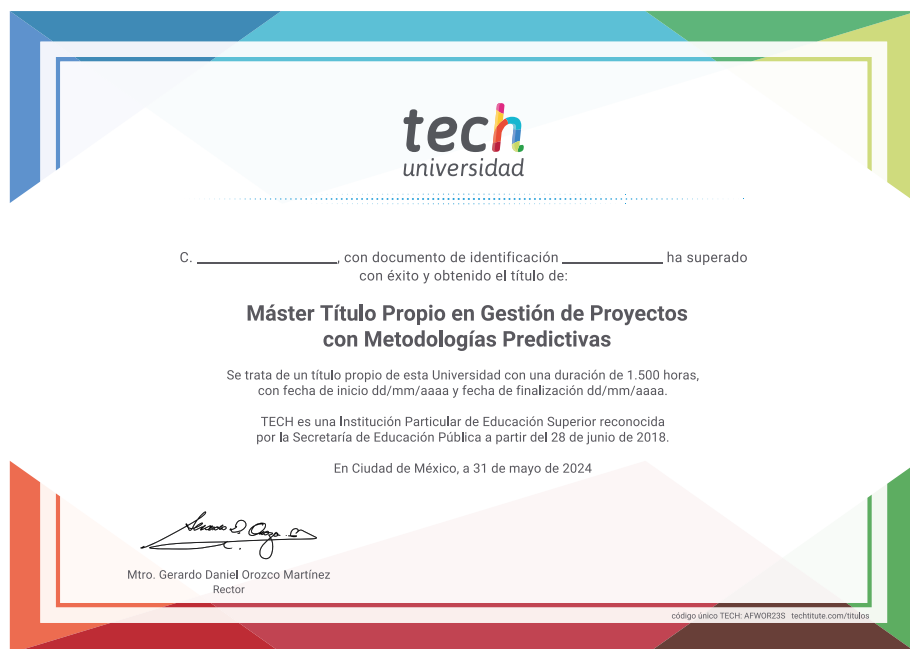 tech
universidad
C. _________________, con documento de identificación ____________ ha superado
con éxito y obtenido el título de:
Máster Título Propio en Gestión de Proyectos
con Metodologías Predictivas
Se trata de un título propio de esta Universidad con una duración de 1.500 horas,
con fecha de inicio dd/mm/aaaa y fecha de finalización dd/mm/aaaa.
TECH es una Institución Particular de Educación Superior reconocida
por la Secretaría de Educación Pública a partir del 28 de junio de 2018.
En Ciudad de México, a 31 de mayo de 2024
Mtro. Gerardo Daniel Orozco Martínez
Rector
código único TECH: AFWOR23S techtitute.com/titulos